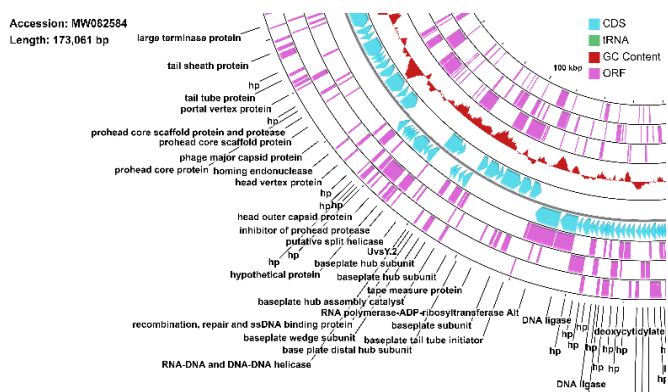 Accession: MW082584
Length: 173,061 bp
CDS
tRNA
GC Content
ORF
100 kbp
large terminase protein
tail sheath protein
hp
tail tube protein
portal vertex protein
hp
prohead core scaffold protein and protease
prohead core scaffold protein
phage major capsid protein
prohead core protein
homing endonuclease
head vertex protein
hp
hp
hp
head outer capsid protein
inhibitor of prohead protease
putative split helicase
hp
hp
hypothetical protein
UvsY.2
baseplate hub subunit
baseplate hub subunit
tape measure protein
baseplate hub assembly catalyst
RNA polymerase-ADP-ribosyltransferase Alt
recombination, repair and ssDNA binding protein
baseplate subunit
baseplate wedge subunit
baseplate tail tube initiator
base plate distal hub subunit
RNA-DNA and DNA-DNA helicase
DNA ligase
hp
hp
hp
deoxycytidylate
hp
hp
hp
hp
hp
hp
DNA ligase